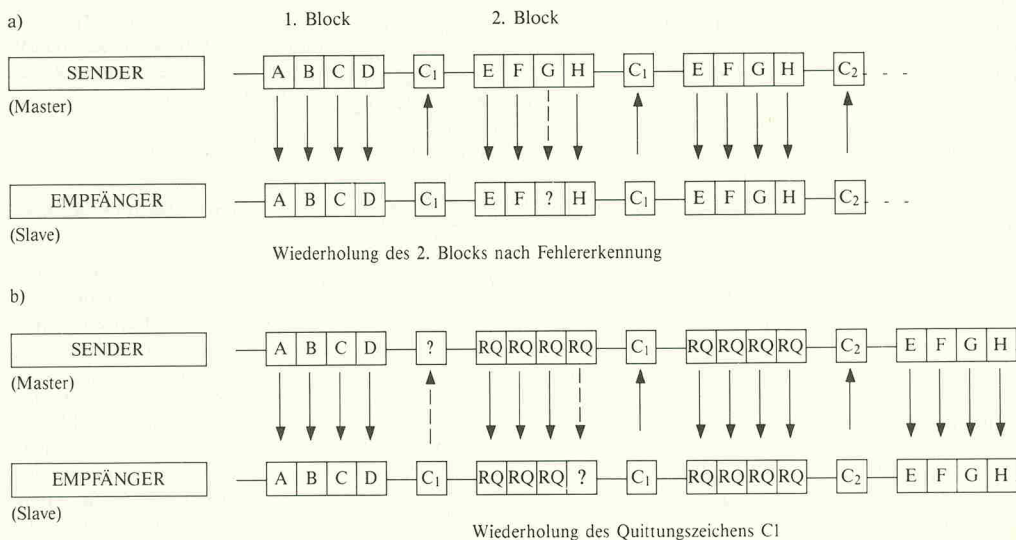 a)
1. Block 2. Block
SENDER A B C D C₁ E F G H C₁ E F G H C₂
(Master)
EMPFÄNGER A B C D C₁ E F ? H C₁ E F G H C₂
(Slave)
Wiederholung des 2. Blocks nach Fehlererkennung
b)
SENDER A B C D ? RQ RQ RQ RQ C₁ RQ RQ RQ RQ C₂ E F G H
(Master)
EMPFÄNGER A B C D C₁ RQ RQ RQ ? C₁ RQ RQ RQ RQ C₂ E F G H
(Slave)
Wiederholung des Quittungszeichens C1